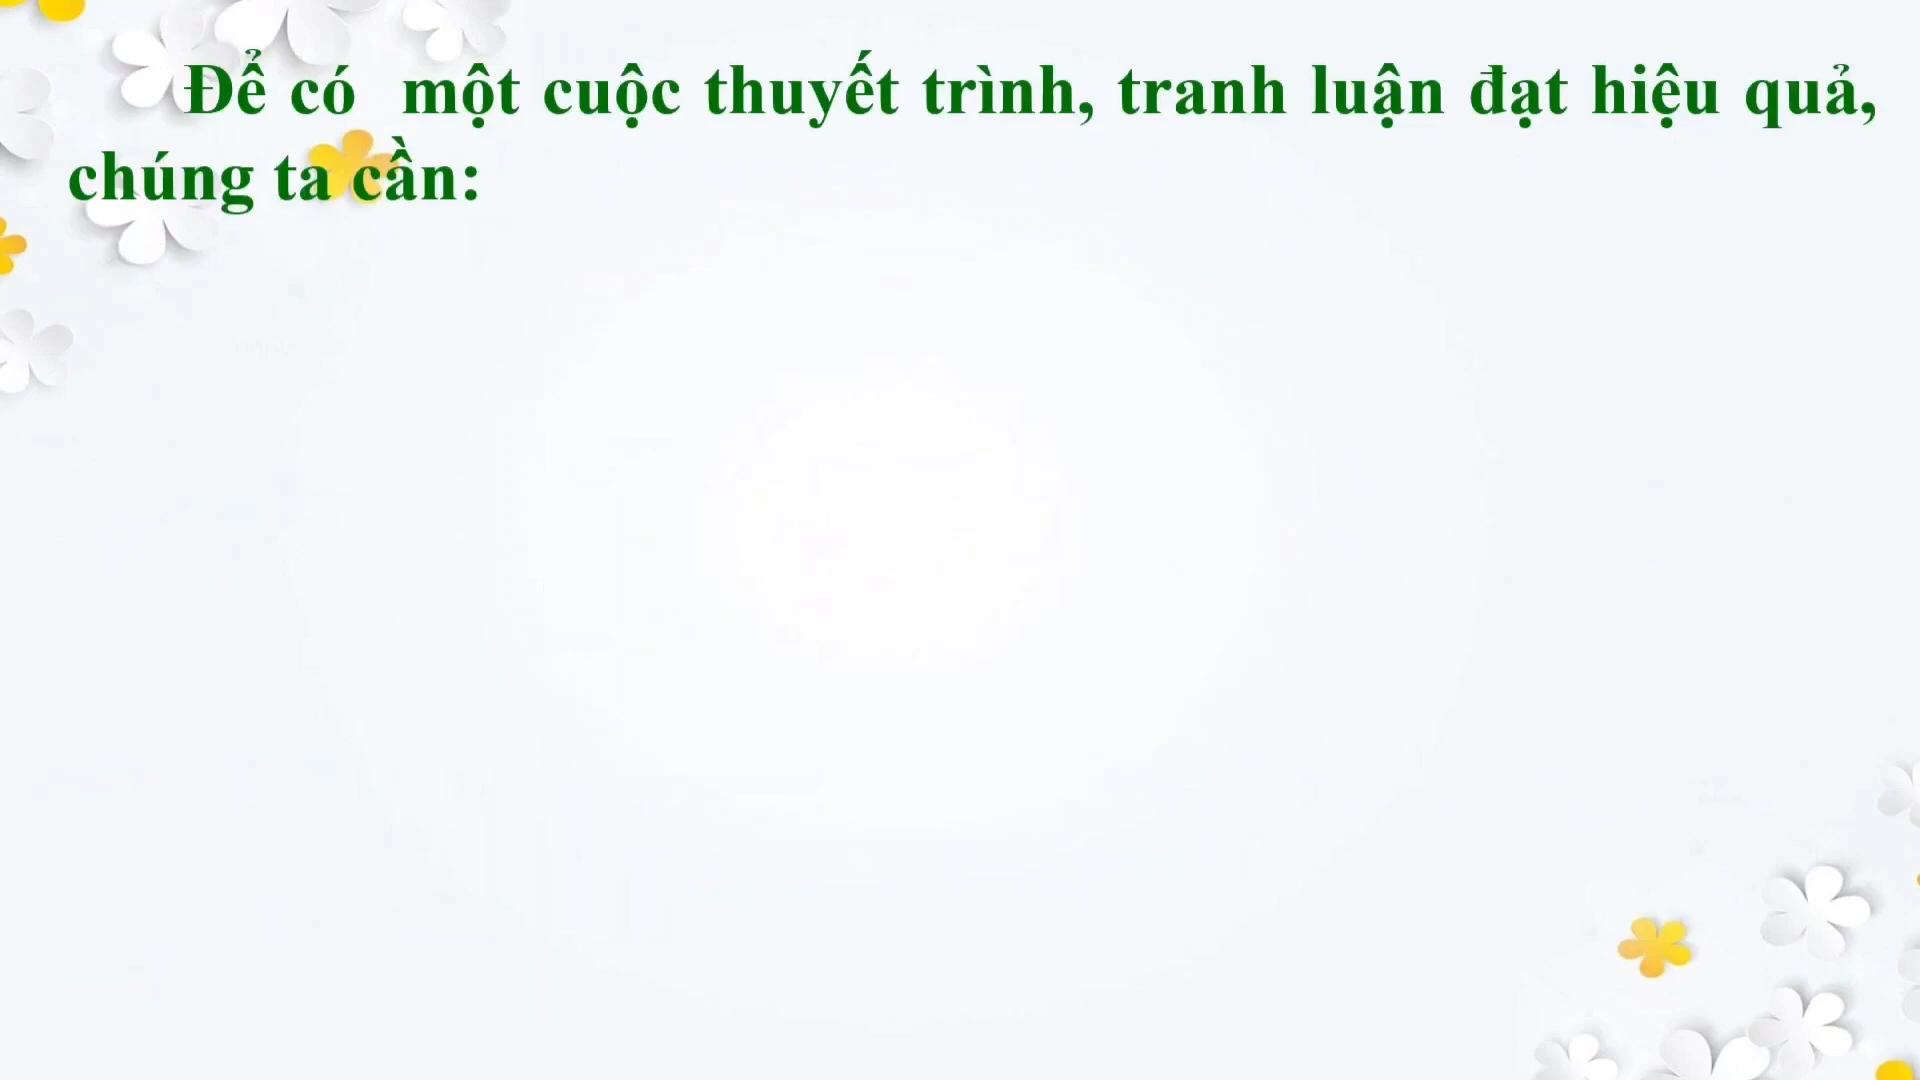 Để có  một cuộc thuyết trình, tranh luận đạt hiệu quả,
chúng ta cần: